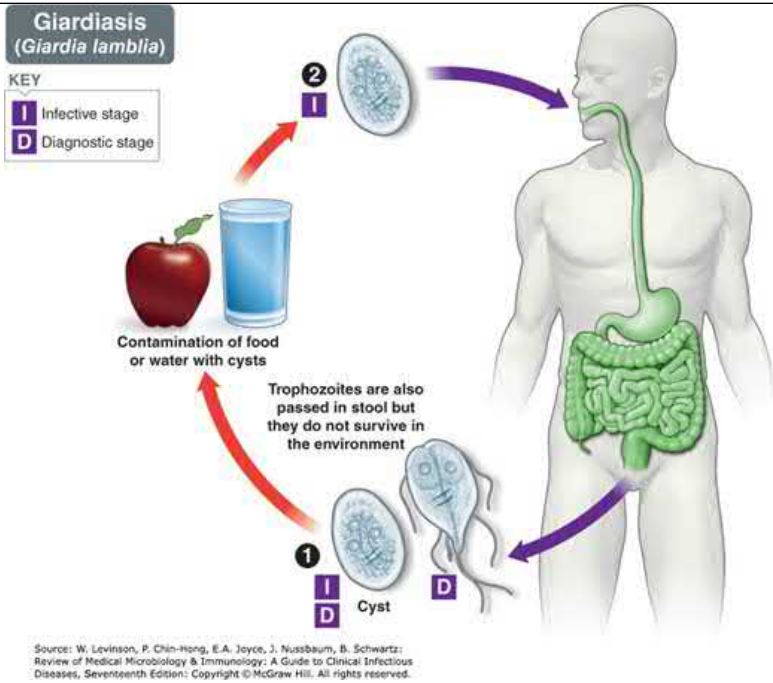 Giardiasis
(Giardia lamblia)
KEY
I Infective stage
D Diagnostic stage
2
I
Contamination of food
or water with cysts
Trophozoites are also
passed in stool but
they do not survive in
the environment
1
I
D
Cyst
D
Source: W. Levinson, P. Chin-Hong, E.A. Joyce, J. Nussbaum, B. Schwartz:
Review of Medical Microbiology & Immunology: A Guide to Clinical Infectious
Diseases, Seventeenth Edition: Copyright © McGraw Hill. All rights reserved.